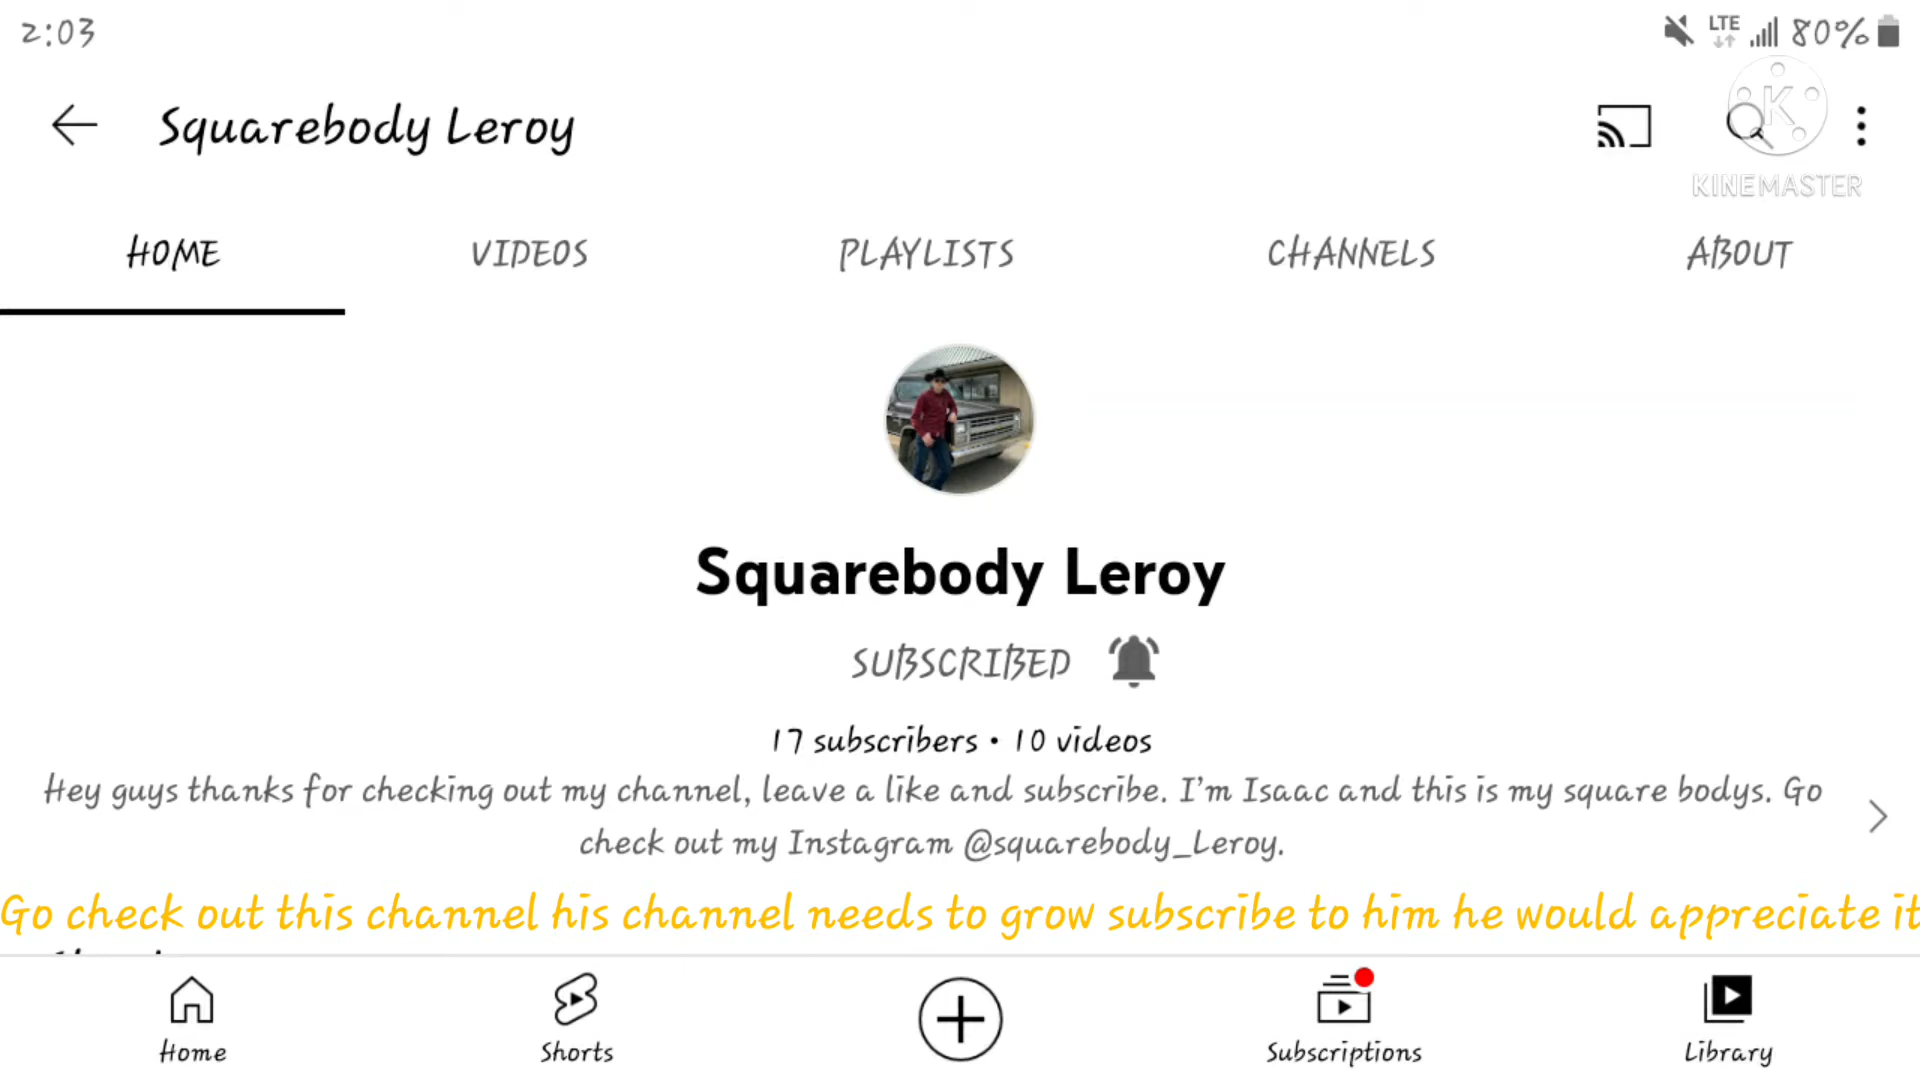 2:03
LTE 80%
Squarebody Leroy
K
KINEMASTER
HOME VIDEOS PLAYLISTS CHANNELS ABOUT
Squarebody Leroy
SUBSCRIBED
17 subscribers • 10 videos
Hey guys thanks for checking out my channel, leave a like and subscribe. I'm Isaac and this is my square bodys. Go
check out my Instagram @squarebody_Leroy.
Go check out this channel his channel needs to grow subscribe to him he would appreciate it
Home Shorts Subscriptions Library